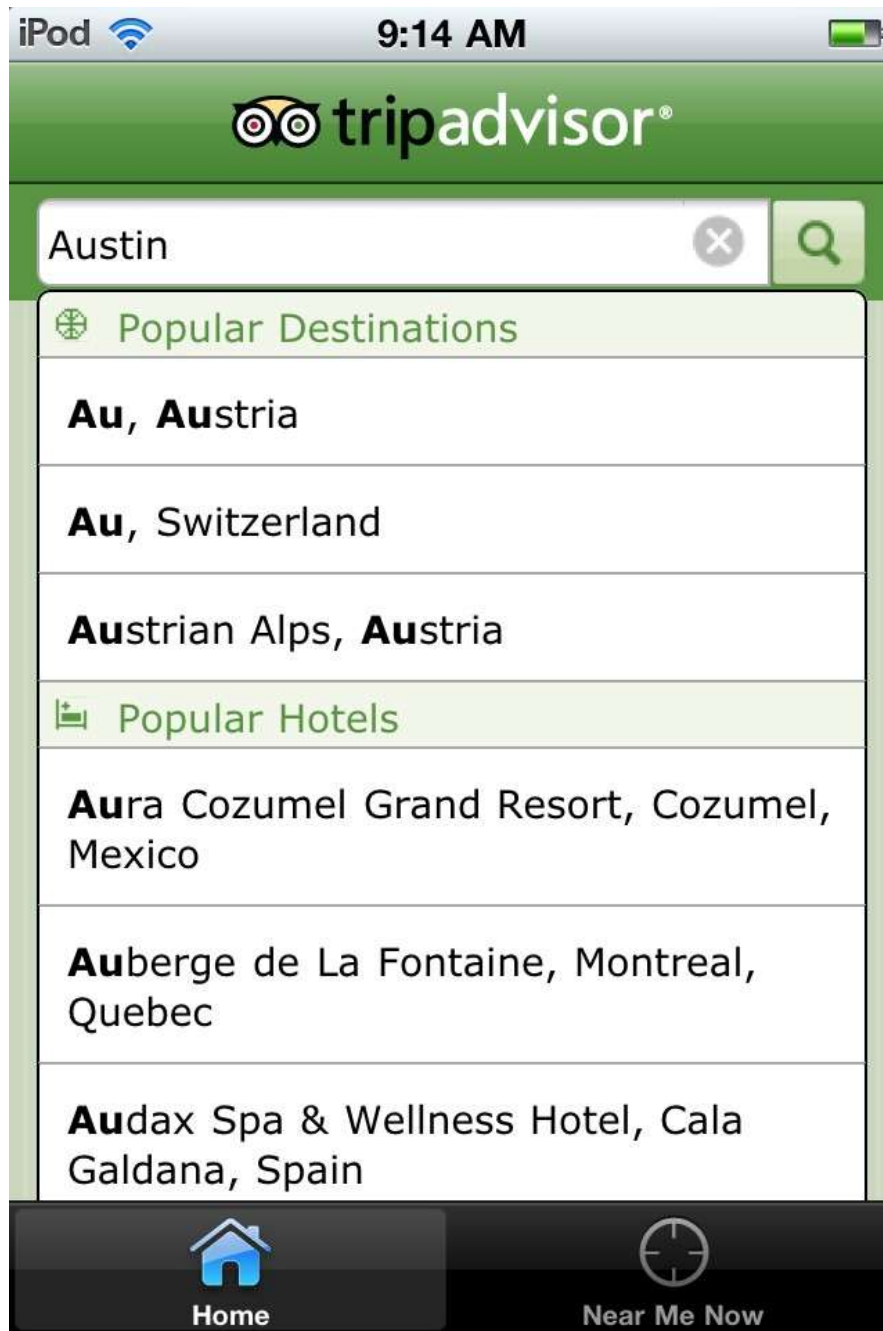 iPod 9:14 AM
tripadvisor®
Austin
Popular Destinations
Au, Austria
Au, Switzerland
Austrian Alps, Austria
Popular Hotels
Aura Cozumel Grand Resort, Cozumel,
Mexico
Auberge de La Fontaine, Montreal,
Quebec
Audax Spa & Wellness Hotel, Cala
Galdana, Spain
Home Near Me Now